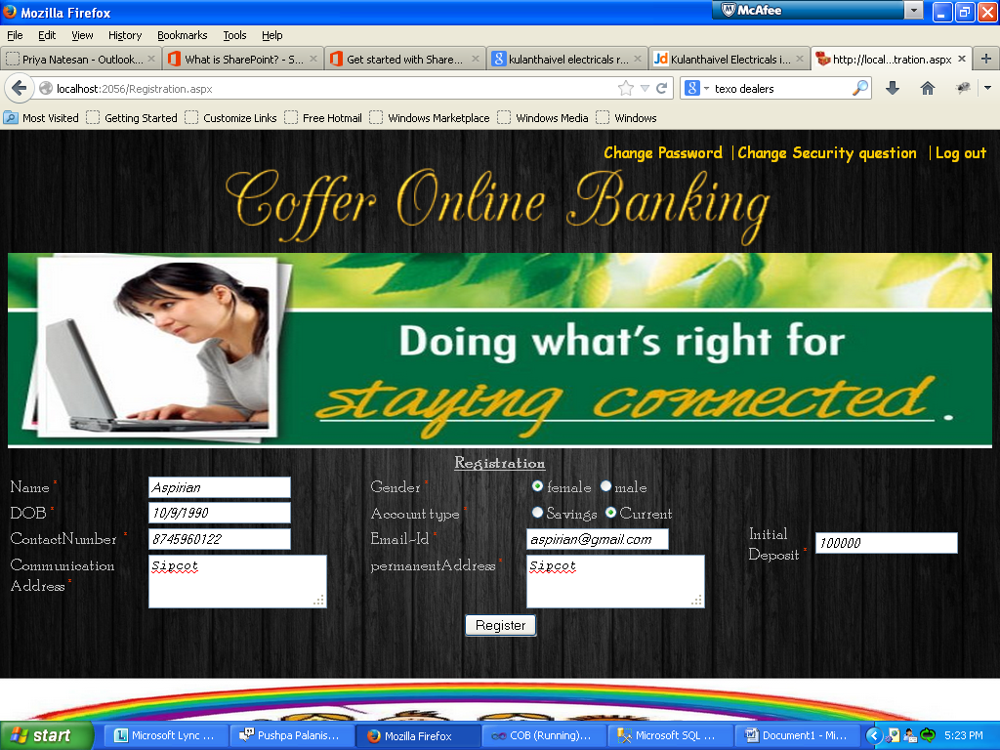 Mozilla Firefox
McAfee
File Edit View History Bookmarks Tools Help
Priya Natesan - Outlook... What is SharePoint? - S... Get started with Share... kulanthaivel electricals r... Kulanthaivel Electricals i... http://local...tration.aspx
localhost:2056/Registration.aspx texo dealers
Most Visited Getting Started Customize Links Free Hotmail Windows Marketplace Windows Media Windows
Change Password | Change Security question | Log out
Coffer Online Banking
Doing what's right for
staying connected.
Registration
Name * Aspirian Gender * female male
DOB * 10/9/1990 Account type * Savings Current
ContactNumber * 8745960122 Email-Id * aspirian@gmail.com Initial Deposit * 100000
Communication Address * Sipcot permanentAddress * Sipcot
Register
start Microsoft Lync ... Pushpa Palanis... Mozilla Firefox COB (Running)... Microsoft SQL ... Document1 - Mi... 5:23 PM